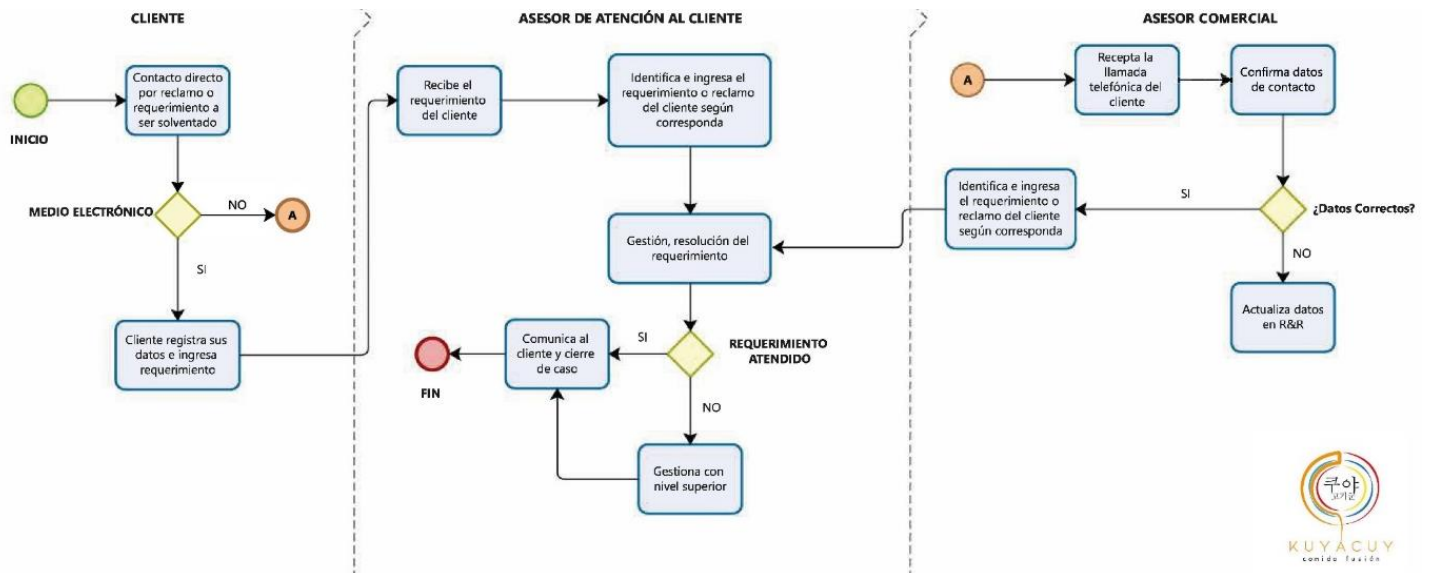 CLIENTE
ASESOR DE ATENCIÓN AL CLIENTE
ASESOR COMERCIAL
INICIO
Contacto directo
por reclamo o
requerimiento a
ser solventado
MEDIO ELECTRÓNICO
NO
A
SI
Cliente registra sus
datos e ingresa
requerimiento
Recibe el
requerimiento
del cliente
Identifica e ingresa el
requerimiento o reclamo
del cliente según
corresponda
Gestión, resolución del
requerimiento
REQUERIMIENTO
ATENDIDO
SI
Comunica al
cliente y cierre
de caso
FIN
NO
Gestiona con
nivel superior
A
Recepta la
llamada
telefónica del
cliente
Confirma datos
de contacto
¿Datos Correctos?
SI
Identifica e ingresa
el requerimiento o
reclamo del cliente
según corresponda
NO
Actualiza datos
en R&R
쿠야
KUYACUY
comida fusión